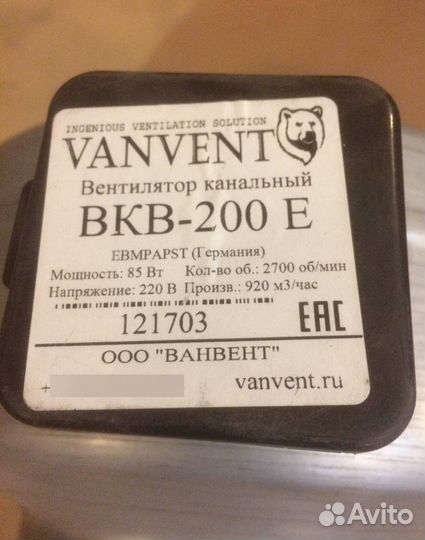 INGENIOUS VENTILATION SOLUTION
VANVENT
Вентилятор канальный
ВКВ-200 Е
EBMPAPST (Германия)
Мощность: 85 Вт Кол-во об.: 2700 об/мин
Напряжение: 220 В Произв.: 920 м3/час
121703 EAC
ООО "ВАНВЕНТ"
+ vanvent.ru
Avito